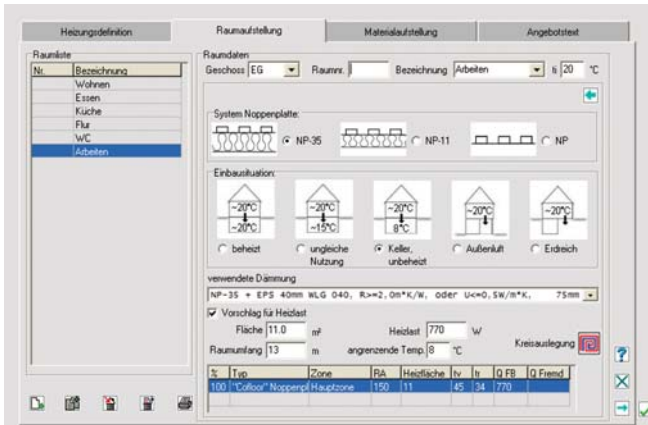 Heizungsdefinition Raumaufstellung Materialaufstellung Angebotstext
Raumliste
Nr. Bezeichnung
Wohnen
Essen
Küche
Flur
WC
Arbeiten
Raumdaten
Geschoss EG Raumnr. Bezeichnung Arbeiten ti 20 °C
System Noppenplatte:
NP-35 NP-11 NP
Einbausituation:
~20°C ~20°C ~20°C ~20°C ~20°C
~20°C ~15°C 8°C
beheizt ungleiche Nutzung Keller, unbeheizt Außenluft Erdreich
verwendete Dämmung
NP-35 + EPS 40mm WLG 040, R>=2,0m*K/W, oder U<=0,5W/m*K, 75mm
Vorschlag für Heizlast
Fläche 11.0 m² Heizlast 770 W
Raumumfang 13 m angrenzende Temp. 8 °C Kreisauslegung
% Typ Zone RA Heizfläche tv tr Q FB Q Fremd
100 "Cofloor" Noppenpl Hauptzone 150 11 45 34 770